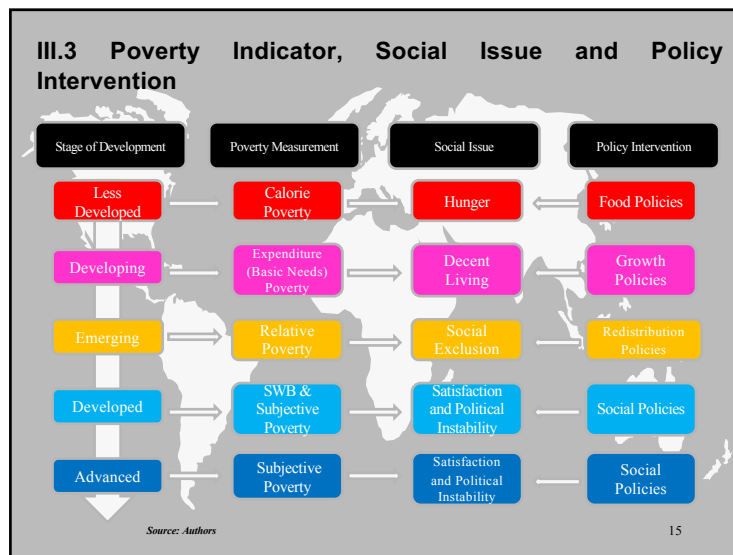 III.3 Poverty Indicator, Social Issue and Policy
Intervention
Stage of Development
Poverty Measurement
Social Issue
Policy Intervention
Less
Developed
Calorie
Poverty
Hunger
Food Policies
Developing
Expenditure
(Basic Needs)
Poverty
Decent
Living
Growth
Policies
Emerging
Relative
Poverty
Social
Exclusion
Redistribution
Policies
Developed
SWB &
Subjective
Poverty
Satisfaction
and Political
Instability
Social Policies
Advanced
Subjective
Poverty
Satisfaction
and Political
Instability
Social
Policies
Source: Authors
15